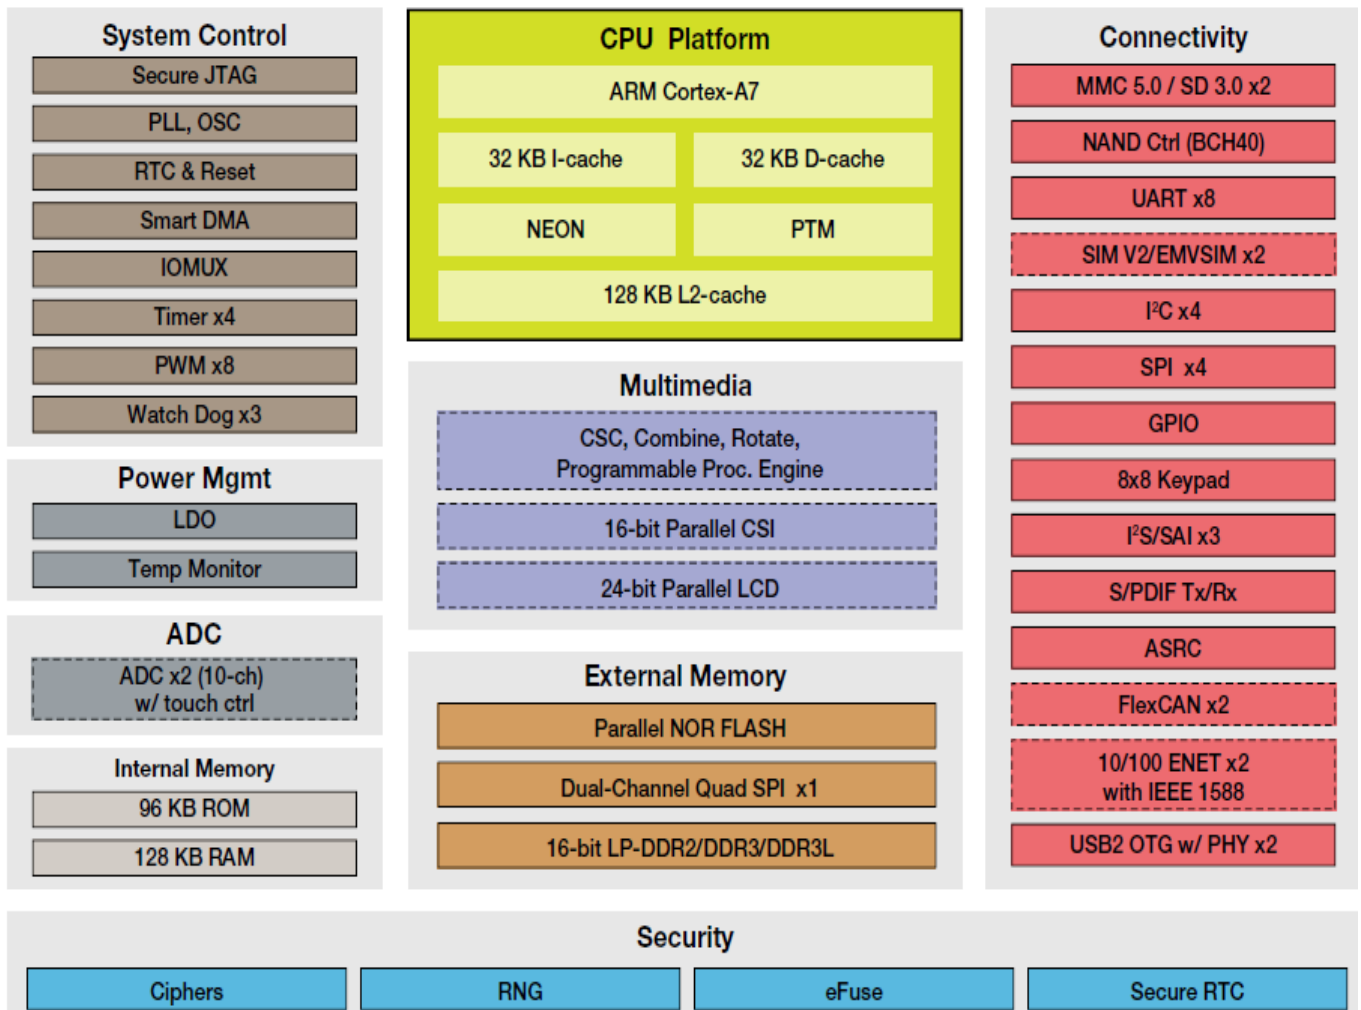 System Control
Secure JTAG
PLL, OSC
RTC & Reset
Smart DMA
IOMUX
Timer x4
PWM x8
Watch Dog x3
Power Mgmt
LDO
Temp Monitor
ADC
ADC x2 (10-ch)
w/ touch ctrl
Internal Memory
96 KB ROM
128 KB RAM
CPU Platform
ARM Cortex-A7
32 KB I-cache
32 KB D-cache
NEON
PTM
128 KB L2-cache
Multimedia
CSC, Combine, Rotate,
Programmable Proc. Engine
16-bit Parallel CSI
24-bit Parallel LCD
External Memory
Parallel NOR FLASH
Dual-Channel Quad SPI x1
16-bit LP-DDR2/DDR3/DDR3L
Connectivity
MMC 5.0 / SD 3.0 x2
NAND Ctrl (BCH40)
UART x8
SIM V2/EMVSIM x2
I²C x4
SPI x4
GPIO
8x8 Keypad
I²S/SAI x3
S/PDIF Tx/Rx
ASRC
FlexCAN x2
10/100 ENET x2
with IEEE 1588
USB2 OTG w/ PHY x2
Security
Ciphers
RNG
eFuse
Secure RTC